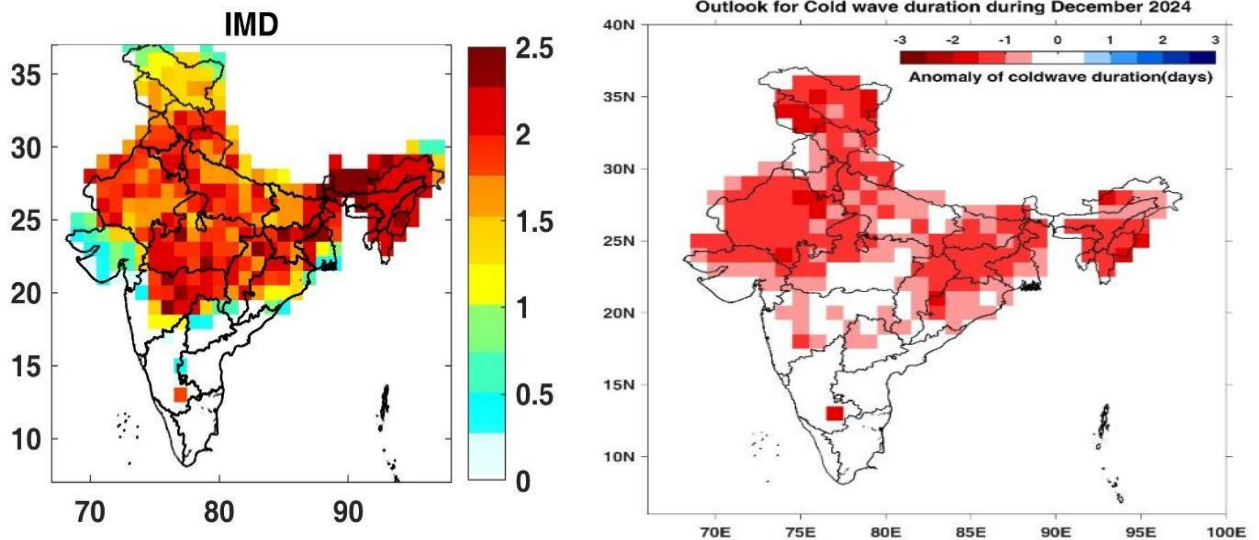 IMD
35
30
25
20
15
10
70 80 90
2.5
2
1.5
1
0.5
0
Outlook for Cold wave duration during December 2024
40N
35N
30N
25N
20N
15N
10N
-3 -2 -1 0 1 2 3
Anomaly of coldwave duration(days)
70E 75E 80E 85E 90E 95E 100E